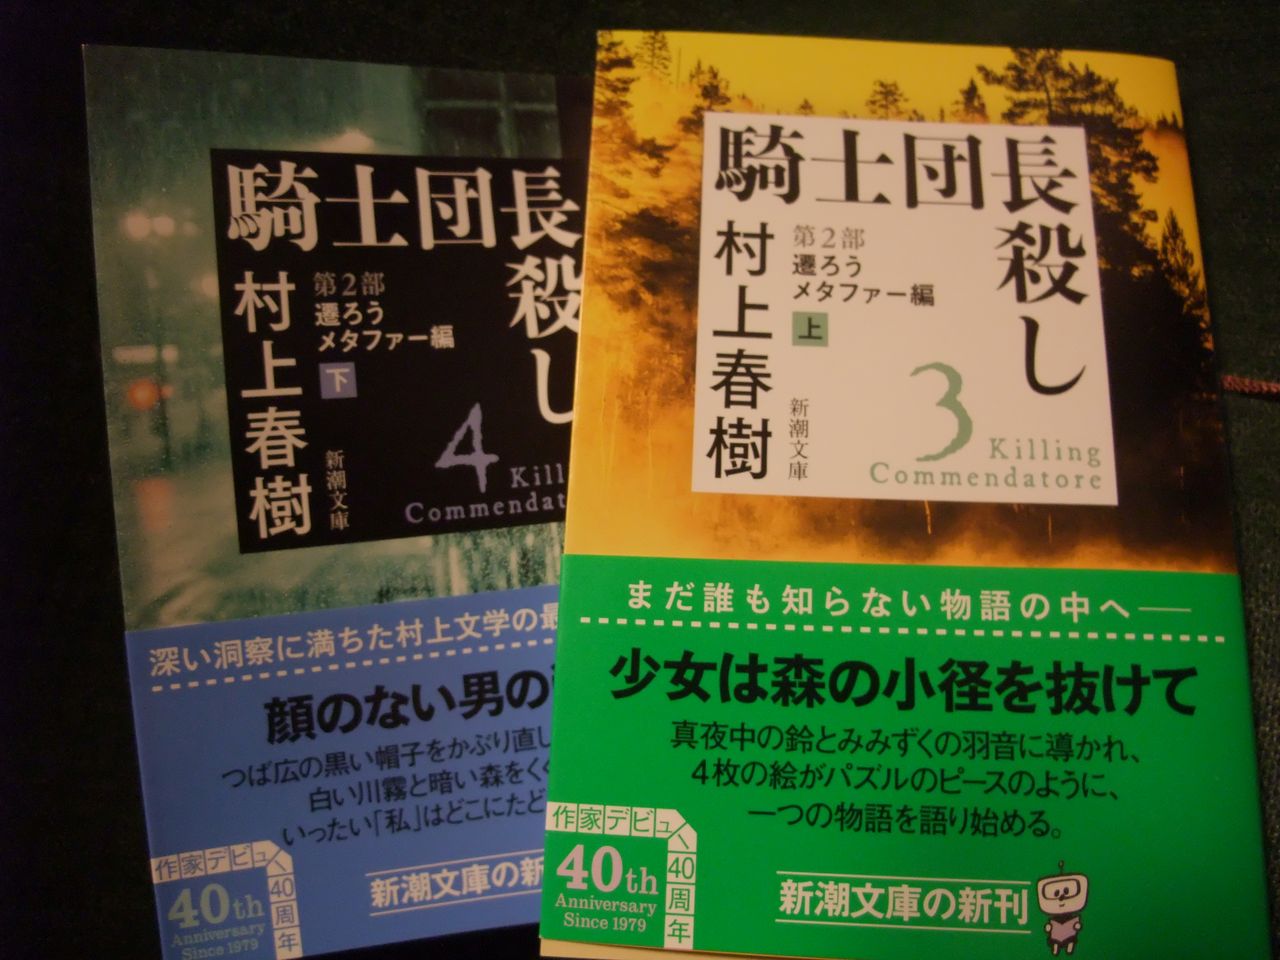 騎士団長
村上春樹
第2部
遷ろう
メタファー編
下
殺し
新潮文庫
4
Commendat
深い洞察に満ちた村上文学の最
顔のない男の
つば広の黒い帽子をかぶり直し
白い川霧と暗い森をく
いったい「私」はどこにたど
作家デビュー
40周年
40th
Anniversary
Since 1979
新潮文庫の新
騎士団長殺し
村上春樹
第2部
遷ろう
メタファー編
上
新潮文庫
3
Killing
Commendatore
まだ誰も知らない物語の中へ──
少女は森の小径を抜けて
真夜中の鈴とみみずくの羽音に導かれ、
4枚の絵がパズルのピースのように、
一つの物語を語り始める。
作家デビュー
40周年
40th
Anniversary
Since 1979
新潮文庫の新刊